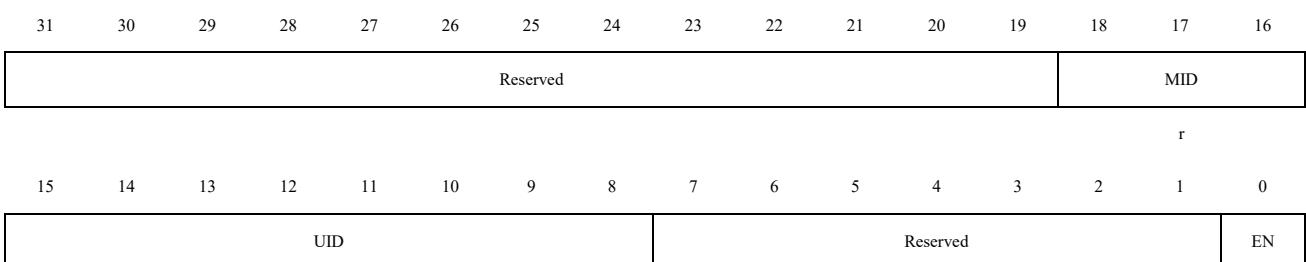 31 30 29 28 27 26 25 24 23 22 21 20 19 18 17 16
Reserved MID
r
15 14 13 12 11 10 9 8 7 6 5 4 3 2 1 0
UID Reserved EN